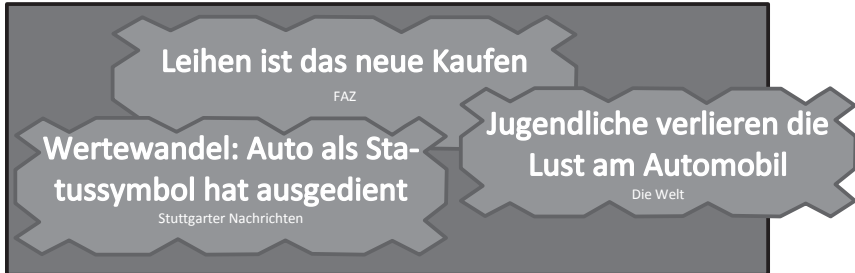 Leihen ist das neue Kaufen
FAZ
Wertewandel: Auto als Sta-
tussymbol hat ausgedient
Stuttgarter Nachrichten
Jugendliche verlieren die
Lust am Automobil
Die Welt